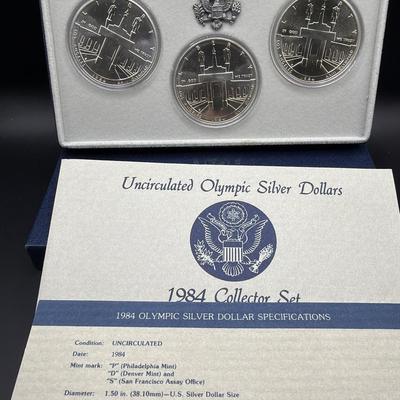 Uncirculated Olympic Silver Dollars
1984 Collector Set
1984 OLYMPIC SILVER DOLLAR SPECIFICATIONS
Condition: UNCIRCULATED
Date: 1984
Mint mark: "P" (Philadelphia Mint)
"D" (Denver Mint) and
"S" (San Francisco Assay Office)
Diameter: 1.50 in. (38.10mm)—U.S. Silver Dollar Size